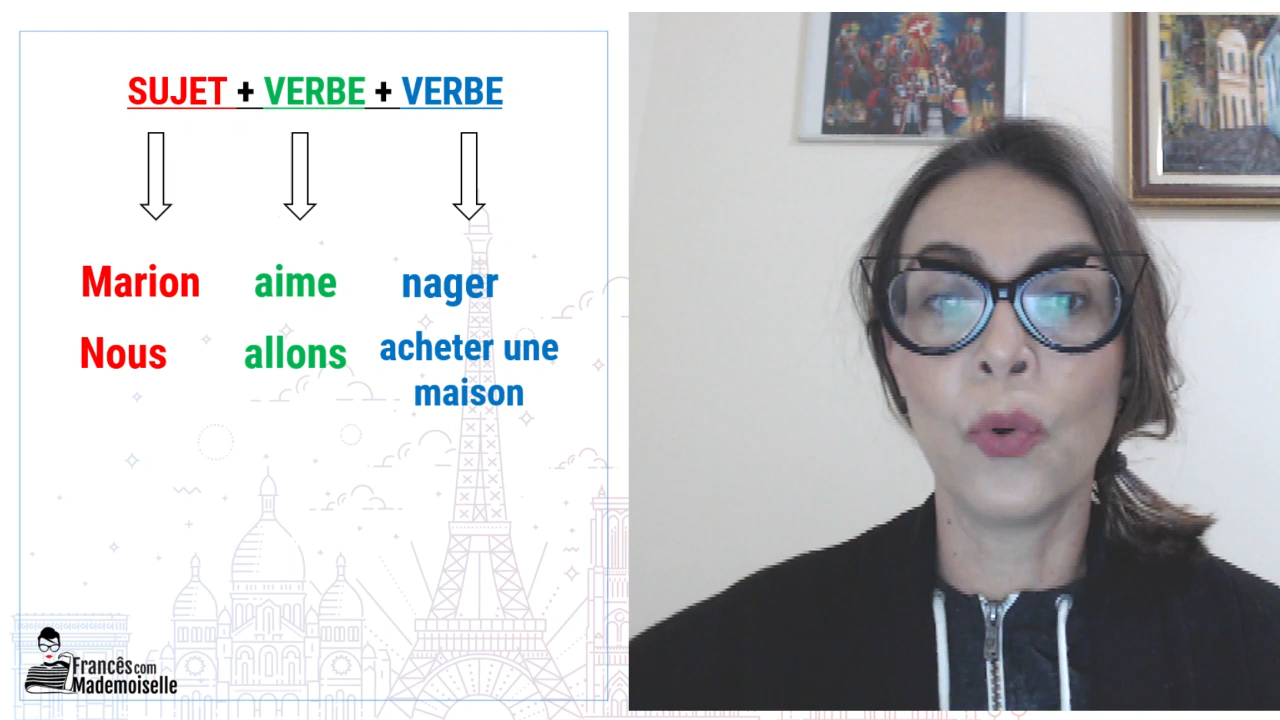 SUJET + VERBE + VERBE
Marion aime nager
Nous allons acheter une
maison
Francês com
Mademoiselle